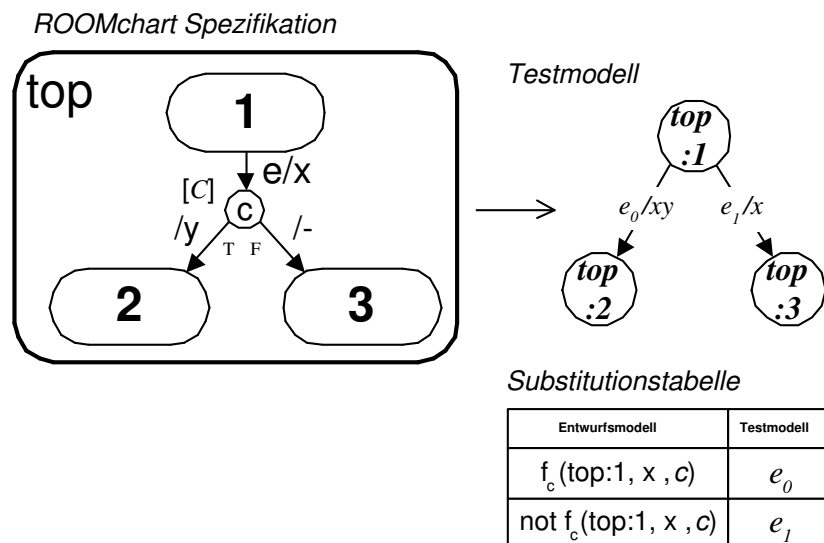 ROOMchart Spezifikation
top
1
e/x
[C]
c
/y
/-
T F
2
3
Testmodell
top
:1
e0/xy
e1/x
top
:2
top
:3
Substitutionstabelle
Entwurfsmodell Testmodell
fc(top:1, x ,c) e0
not fc(top:1, x ,c) e1